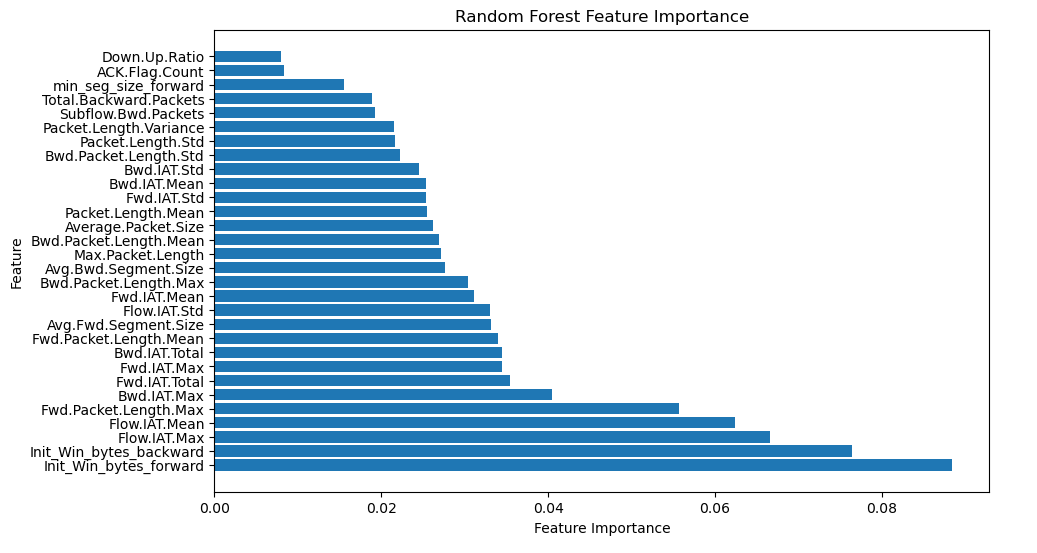 Random Forest Feature Importance
Feature
Down.Up.Ratio
ACK.Flag.Count
min_seg_size_forward
Total.Backward.Packets
Subflow.Bwd.Packets
Packet.Length.Variance
Packet.Length.Std
Bwd.Packet.Length.Std
Bwd.IAT.Std
Bwd.IAT.Mean
Fwd.IAT.Std
Packet.Length.Mean
Average.Packet.Size
Bwd.Packet.Length.Mean
Max.Packet.Length
Avg.Bwd.Segment.Size
Bwd.Packet.Length.Max
Fwd.IAT.Mean
Flow.IAT.Std
Avg.Fwd.Segment.Size
Fwd.Packet.Length.Mean
Bwd.IAT.Total
Fwd.IAT.Max
Fwd.IAT.Total
Bwd.IAT.Max
Fwd.Packet.Length.Max
Flow.IAT.Mean
Flow.IAT.Max
Init_Win_bytes_backward
Init_Win_bytes_forward
0.00 0.02 0.04 0.06 0.08
Feature Importance